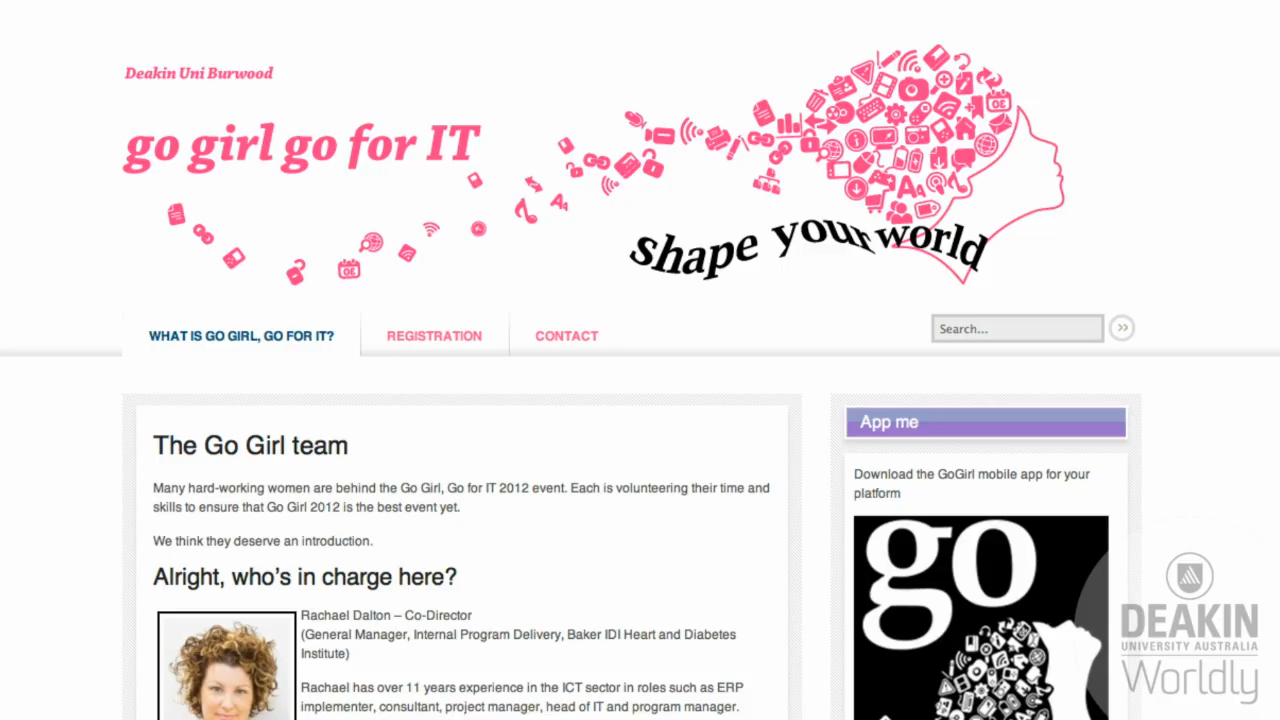 Deakin Uni Burwood
go girl go for IT
shape your world
WHAT IS GO GIRL, GO FOR IT?
REGISTRATION
CONTACT
Search...
The Go Girl team
Many hard-working women are behind the Go Girl, Go for IT 2012 event. Each is volunteering their time and
skills to ensure that Go Girl 2012 is the best event yet.
We think they deserve an introduction.
Alright, who's in charge here?
Rachael Dalton – Co-Director
(General Manager, Internal Program Delivery, Baker IDI Heart and Diabetes
Institute)
Rachael has over 11 years experience in the ICT sector in roles such as ERP
implementer, consultant, project manager, head of IT and program manager.
App me
Download the GoGirl mobile app for your
platform
go
DEAKIN
UNIVERSITY AUSTRALIA
Worldly